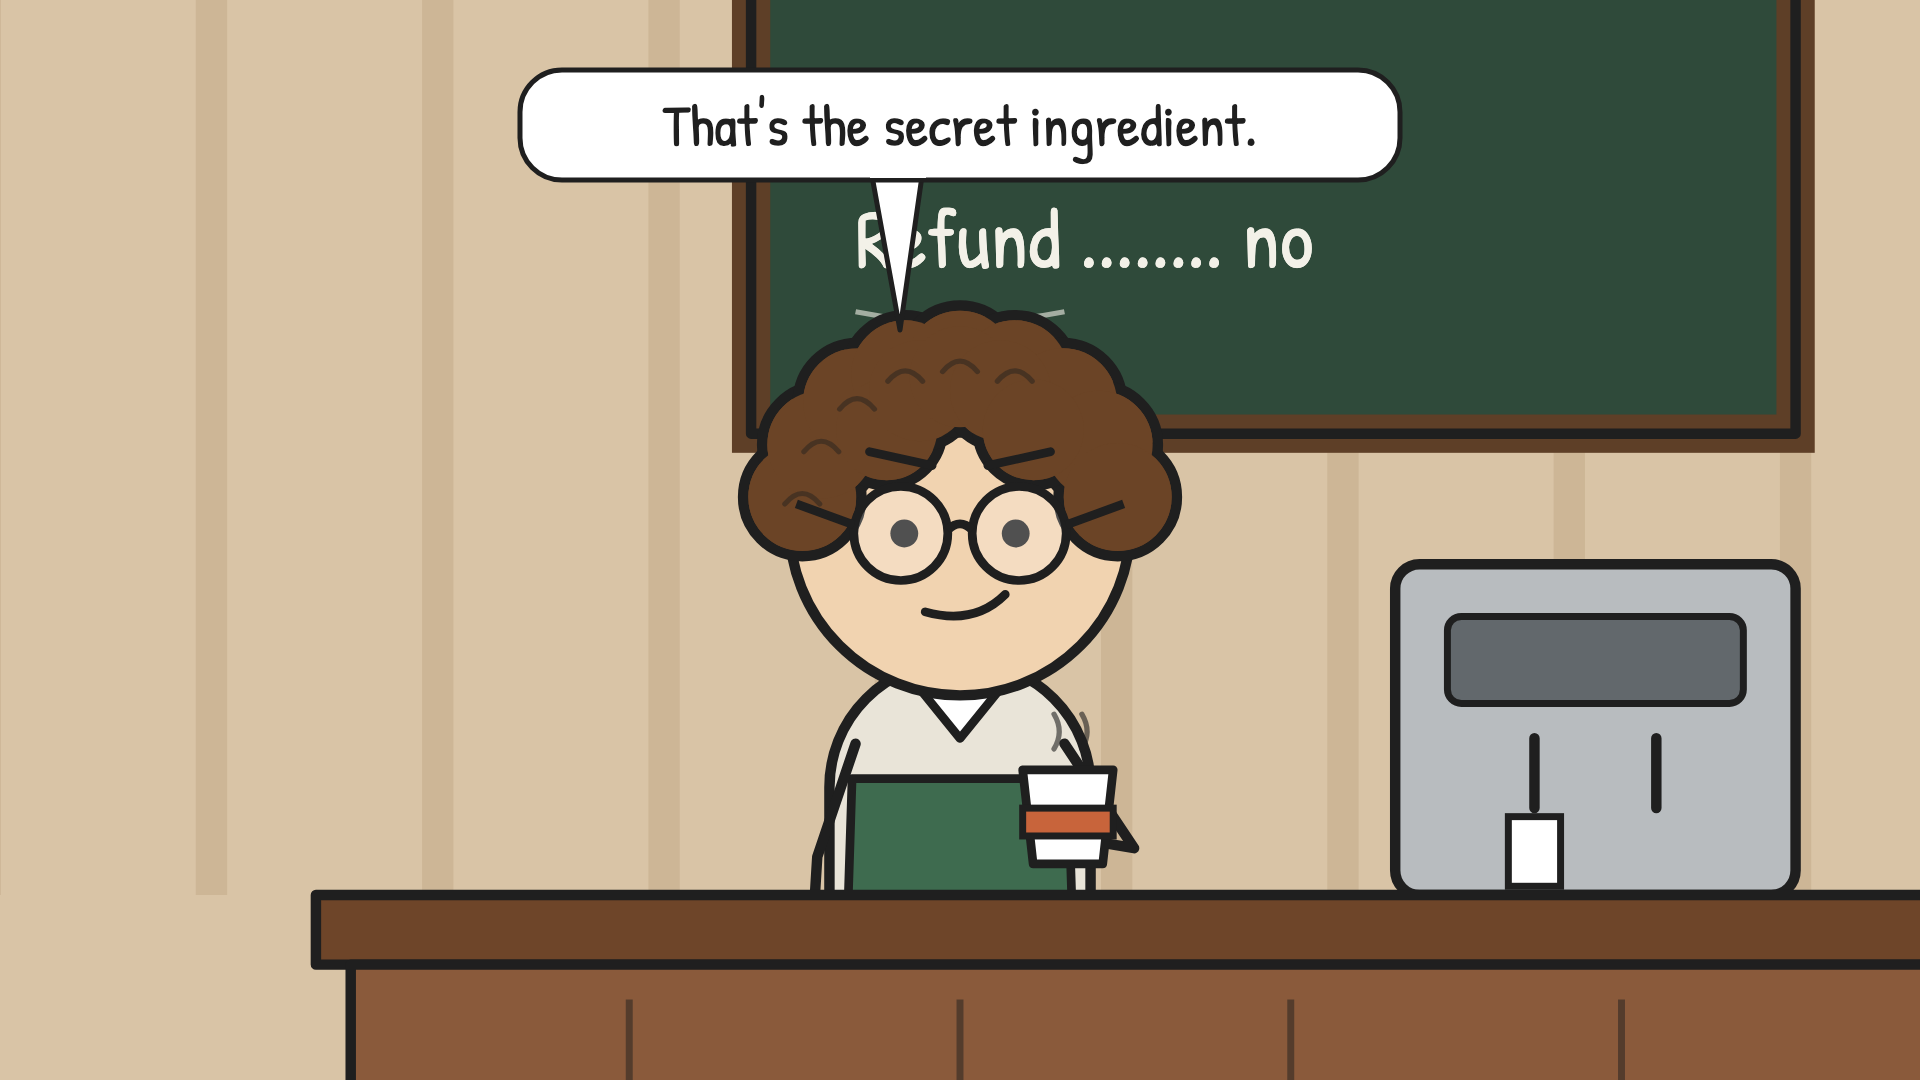 That's the secret ingredient.
Refund ........ no